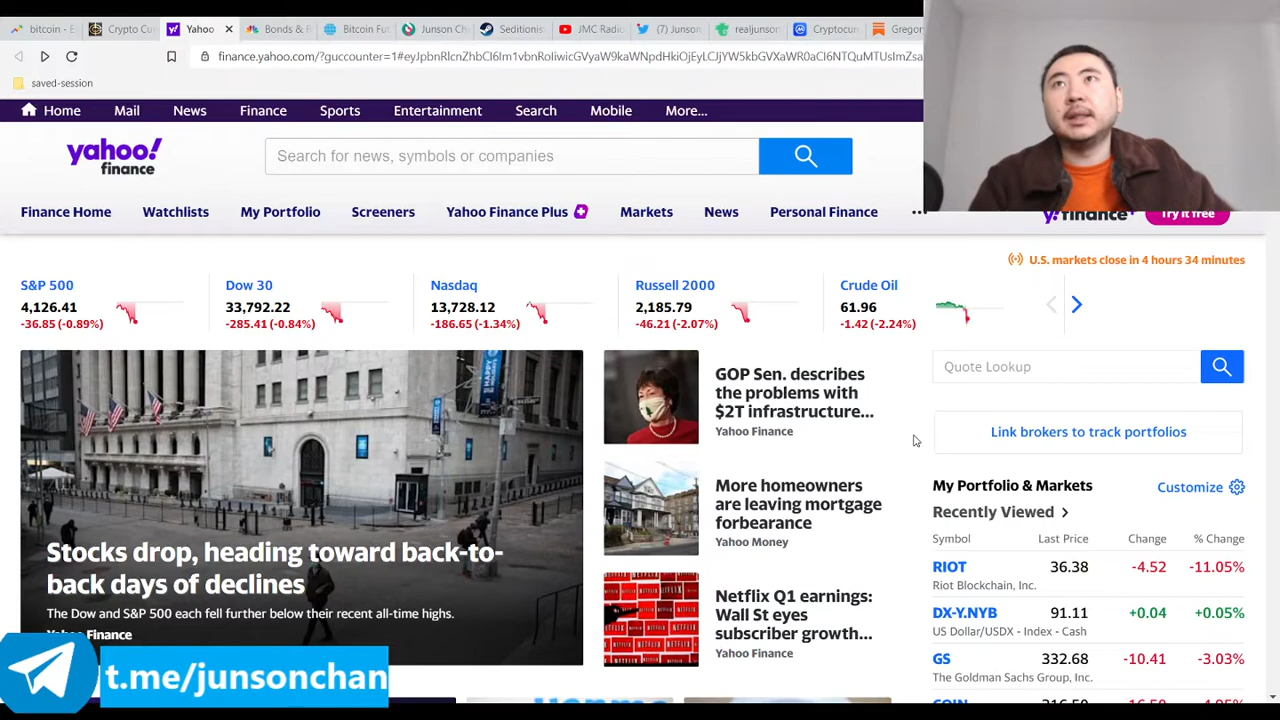 bitcoin - E
Crypto Cu
Yahoo
Bonds & E
Bitcoin Fut
Junson Ch
Seditionis
JMC Radi
Junson
realjunson
Cryptocur
Gregor
finance.yahoo.com/?guccounter=1#
saved-session
Home Mail News Finance Sports Entertainment Search Mobile More...
yahoo!
finance
Search for news, symbols or companies
Finance Home Watchlists My Portfolio Screeners Yahoo Finance Plus Markets News Personal Finance ...
y!finance+ Try it free
U.S. markets close in 4 hours 34 minutes
S&P 500
4,126.41
-36.85 (-0.89%)
Dow 30
33,792.22
-285.41 (-0.84%)
Nasdaq
13,728.12
-186.65 (-1.34%)
Russell 2000
2,185.79
-46.21 (-2.07%)
Crude Oil
61.96
-1.42 (-2.24%)
Stocks drop, heading toward back-to-
back days of declines
The Dow and S&P 500 each fell further below their recent all-time highs.
Yahoo Finance
GOP Sen. describes
the problems with
$2T infrastructure...
Yahoo Finance
More homeowners
are leaving mortgage
forbearance
Yahoo Money
Netflix Q1 earnings:
Wall St eyes
subscriber growth...
Yahoo Finance
Quote Lookup
Link brokers to track portfolios
My Portfolio & Markets Customize
Recently Viewed
Symbol Last Price Change % Change
RIOT 36.38 -4.52 -11.05%
Riot Blockchain, Inc.
DX-Y.NYB 91.11 +0.04 +0.05%
US Dollar/USDX - Index - Cash
GS 332.68 -10.41 -3.03%
The Goldman Sachs Group, Inc.
t.me/junsonchan